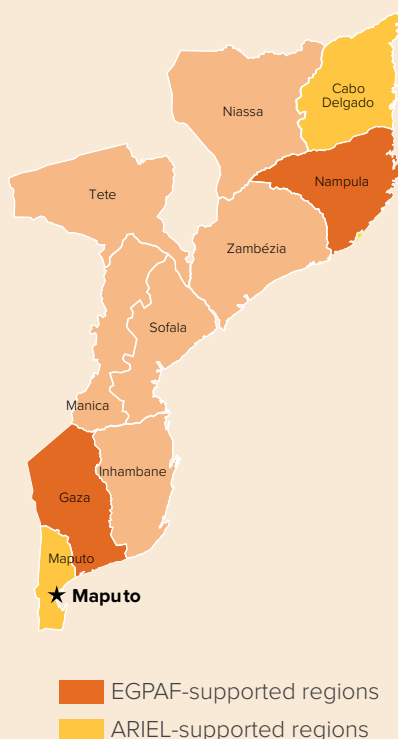 Cabo
Delgado
Niassa
Nampula
Tete
Zambézia
Sofala
Manica
Inhambane
Gaza
Maputo
Maputo
EGPAF-supported regions
ARIEL-supported regions